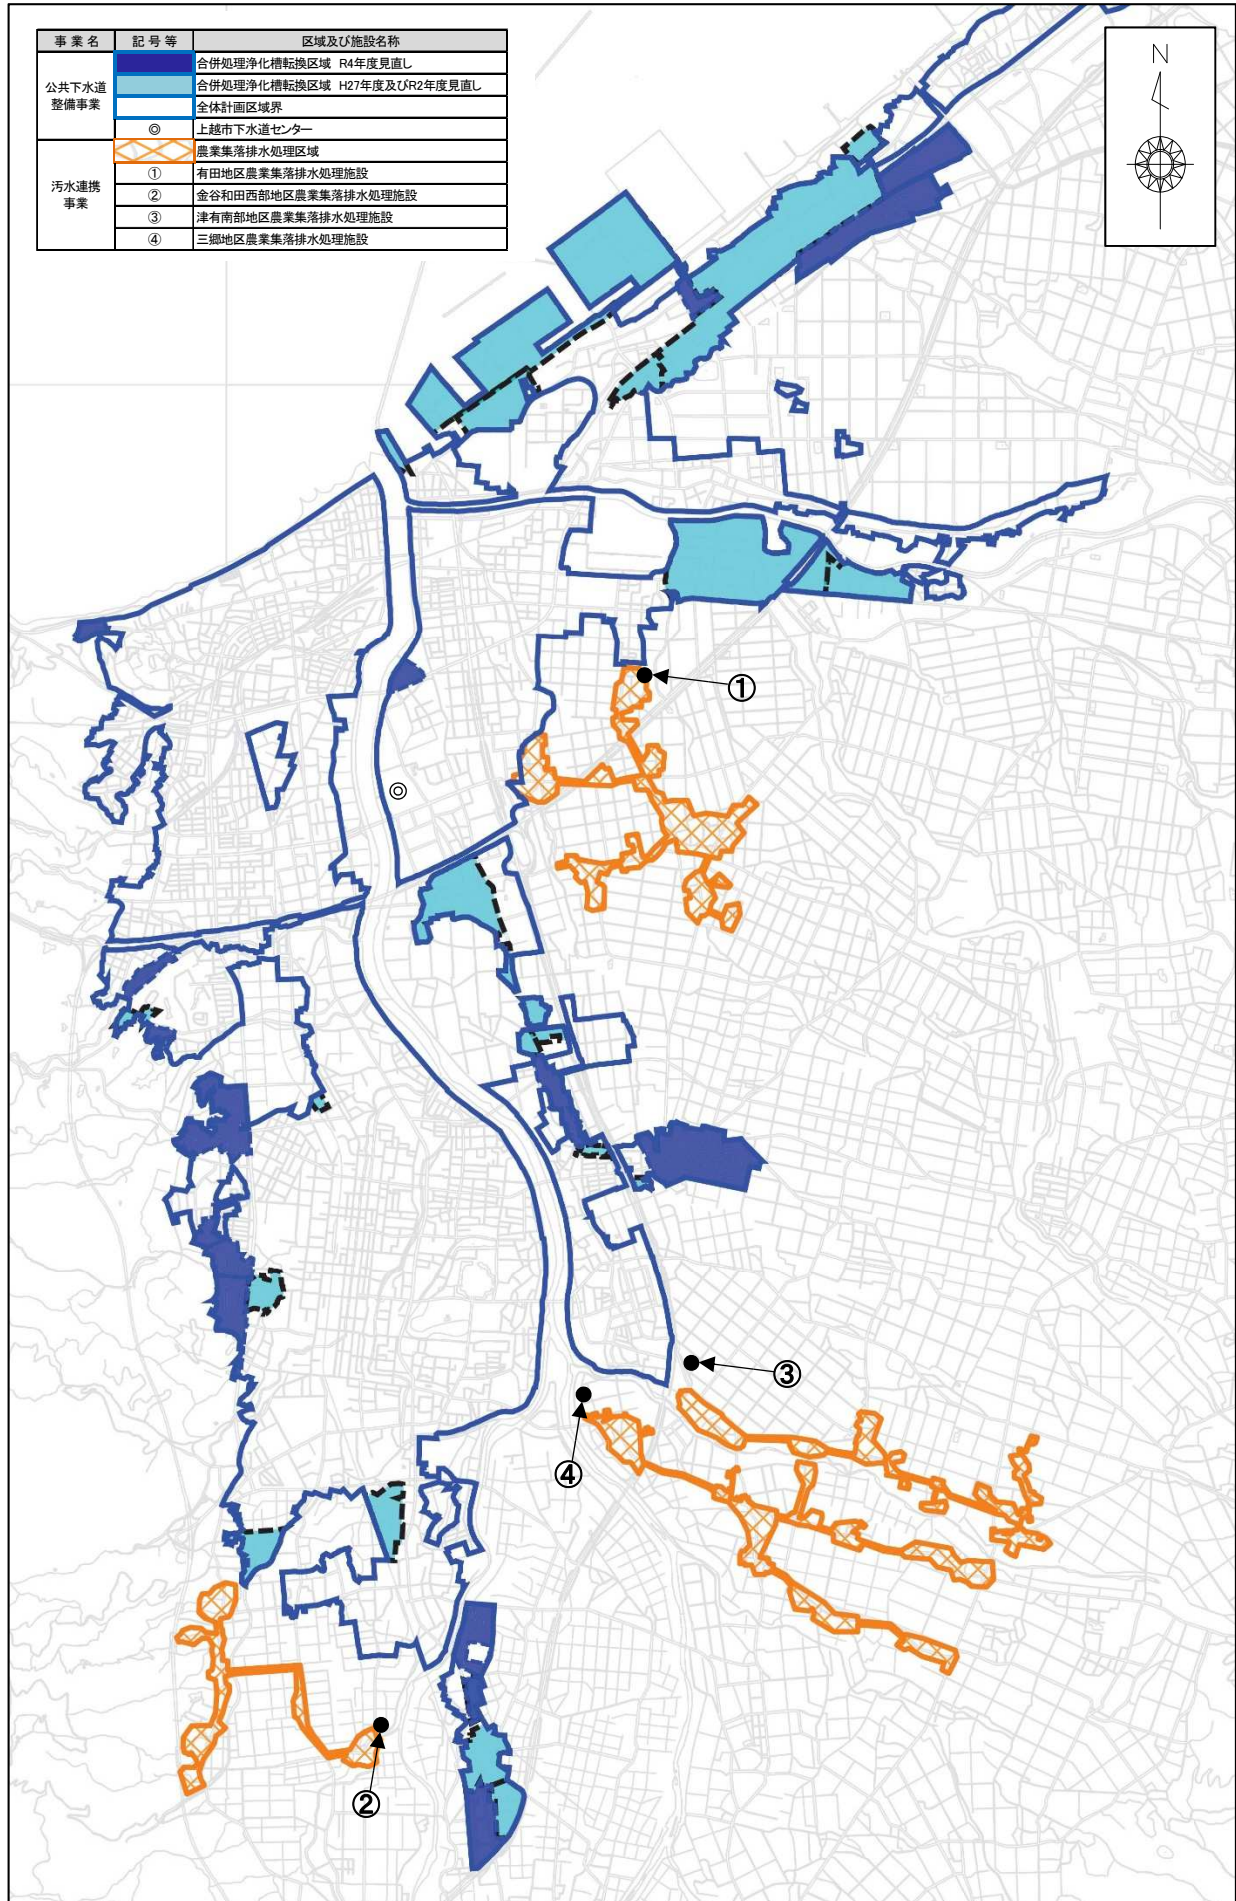 事業名 記号等 区域及び施設名称
公共下水道
整備事業
合併処理浄化槽転換区域 R4年度見直し
合併処理浄化槽転換区域 H27年度及びR2年度見直し
全体計画区域界
◎ 上越市下水道センター
汚水連携
事業
農業集落排水処理区域
① 有田地区農業集落排水処理施設
② 金谷和田西部地区農業集落排水処理施設
③ 津有南部地区農業集落排水処理施設
④ 三郷地区農業集落排水処理施設
N
①
◎
③
④
②